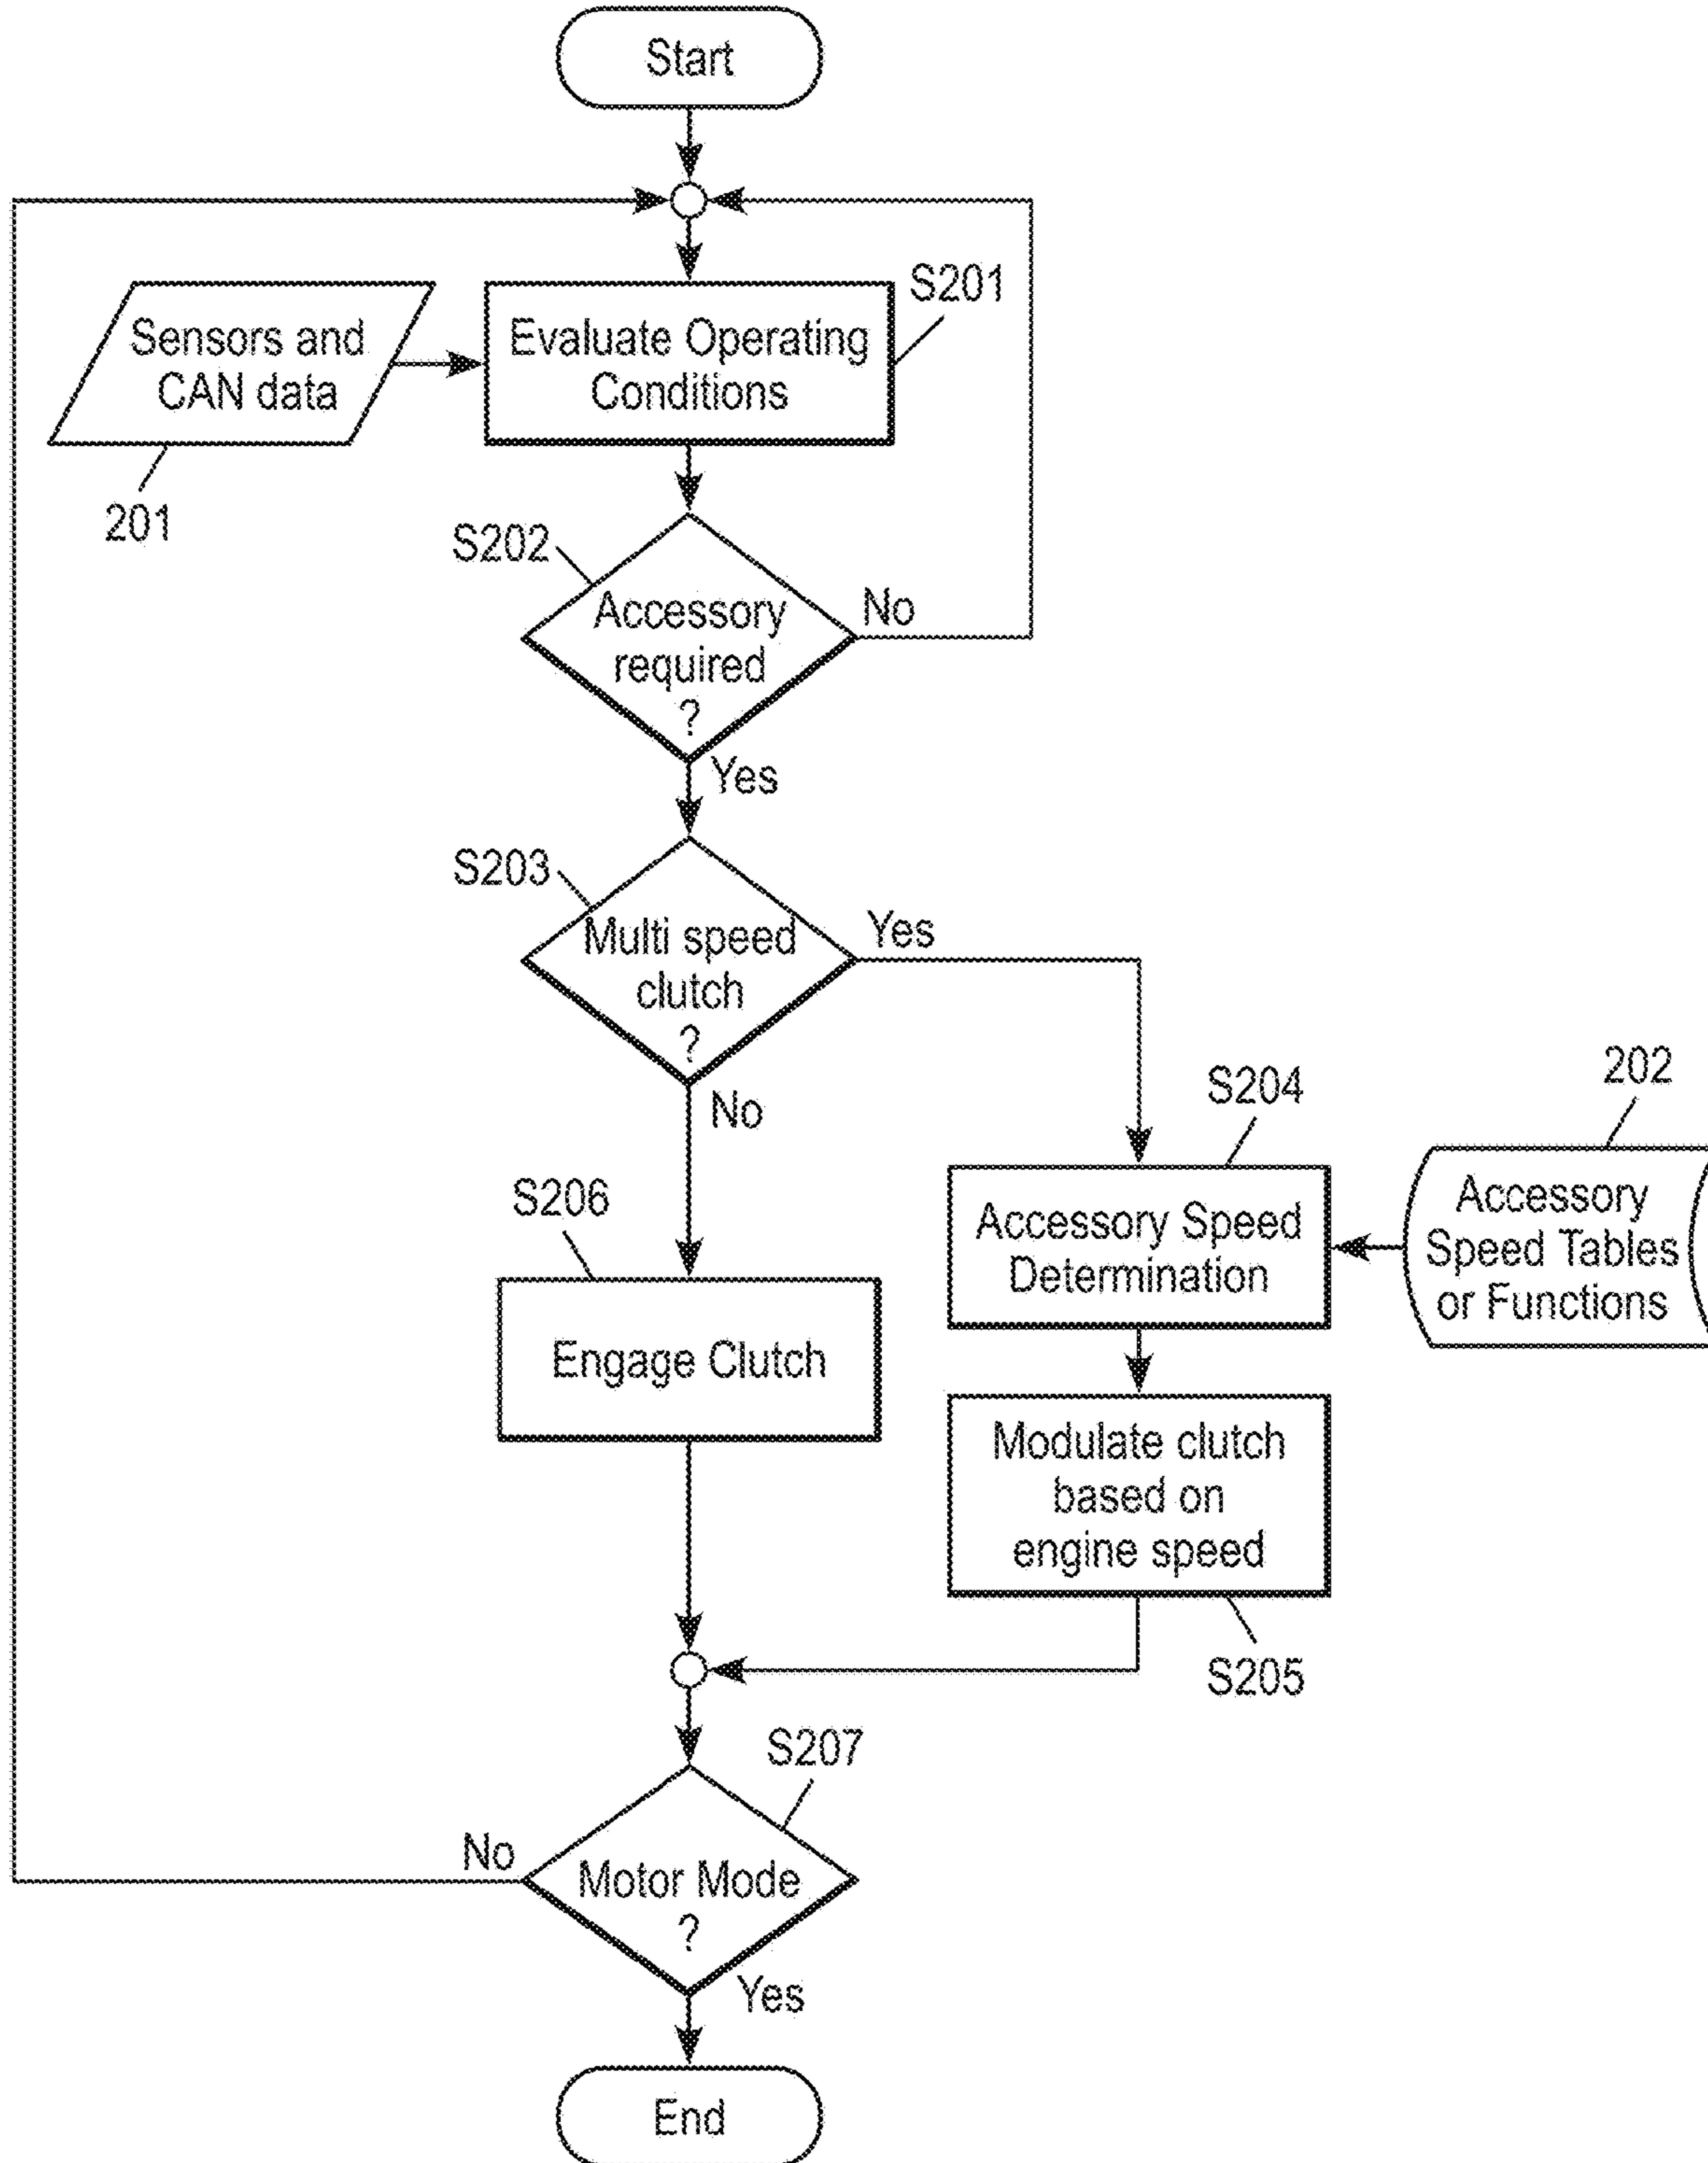 Start
S201
Sensors and
CAN data
Evaluate Operating
Conditions
201
S202
Accessory
required
?
No
Yes
S203
Multi speed
clutch
?
Yes
No
S204
202
Accessory Speed
Determination
Accessory
Speed Tables
or Functions
S206
Engage Clutch
Modulate clutch
based on
engine speed
S205
S207
Motor Mode
?
No
Yes
End